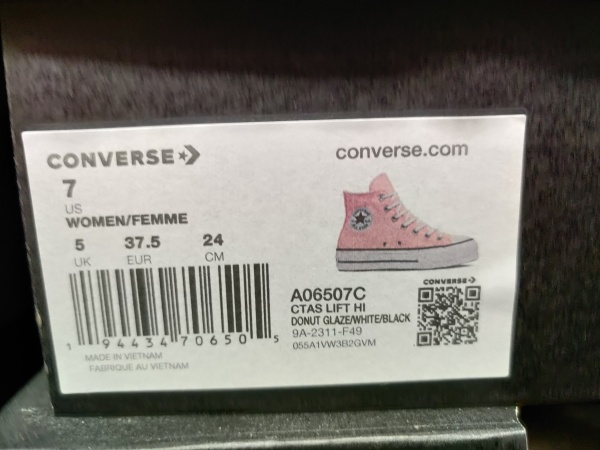 CONVERSE
converse.com
7
US
WOMEN/FEMME
5 37.5 24
UK EUR CM
A06507C
CTAS LIFT HI
DONUT GLAZE/WHITE/BLACK
9A-2311-F49
055A1VW3B2GVM
CONVERSE
1 94434 70650 5
MADE IN VIETNAM
FABRIQUE AU VIETNAM